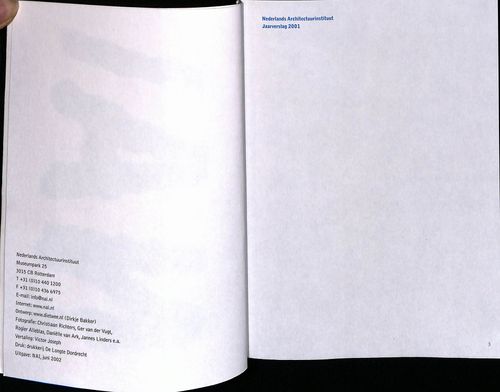 Nederlands Architectuurinstituut
Museumpark 25
3015 CB Rotterdam
T +31 (0)10 440 1200
F +31 (0)10 436 6975
E-mail: info@nai.nl
Internet: www.nai.nl
Ontwerp: www.dietwee.nl (Dirkje Bakker)
Fotografie: Christiaan Richters, Ger van der Vugt,
Rogier Alleblas, Daniëlle van Ark, Jannes Linders e.a.
Vertaling: Victor Joseph
Druk: drukkerij De Longte Dordrecht
Uitgave: NAi, juni 2002
Nederlands Architectuurinstituut
Jaarverslag 2001